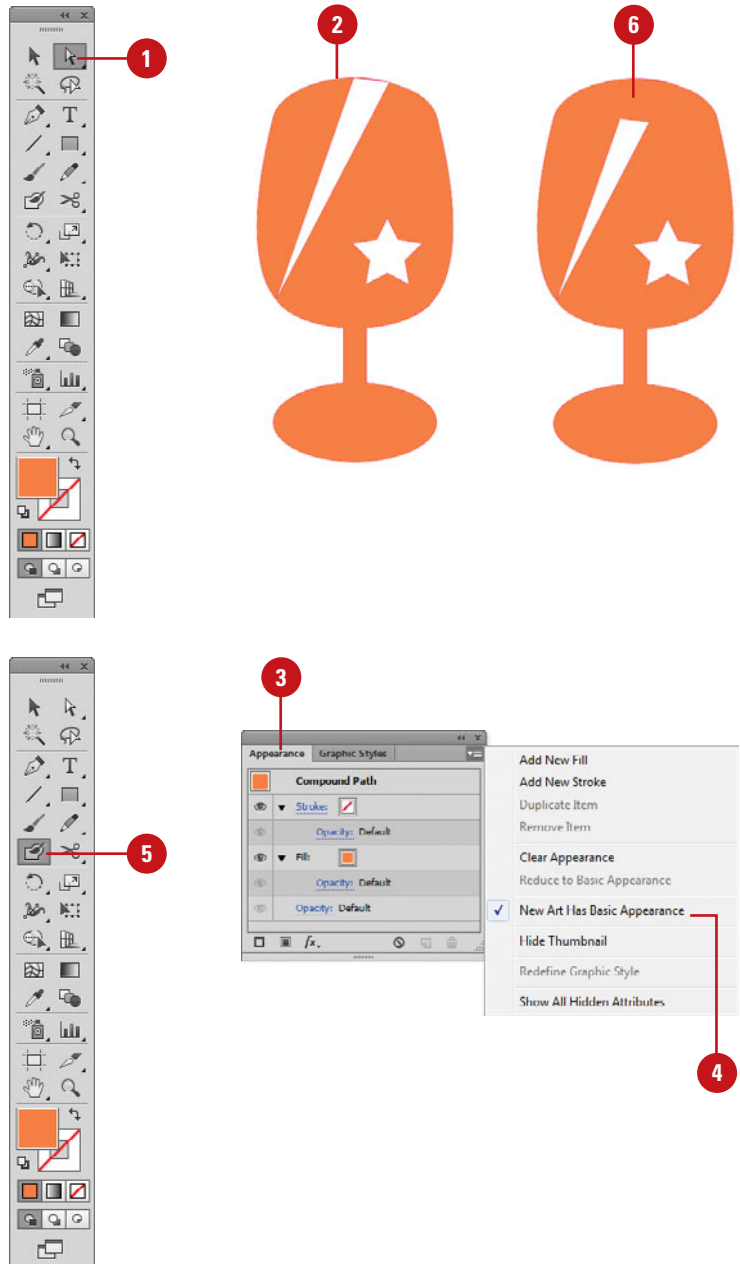 2
6
1
T
3
Appearance Graphic Styles
Compound Path
Stroke:
Opacity: Default
Fill:
Opacity: Default
Opacity: Default
fx.
Add New Fill
Add New Stroke
Duplicate Item
Remove Item
Clear Appearance
Reduce to Basic Appearance
✓ New Art Has Basic Appearance
Hide Thumbnail
Redefine Graphic Style
Show All Hidden Attributes
T
5
4